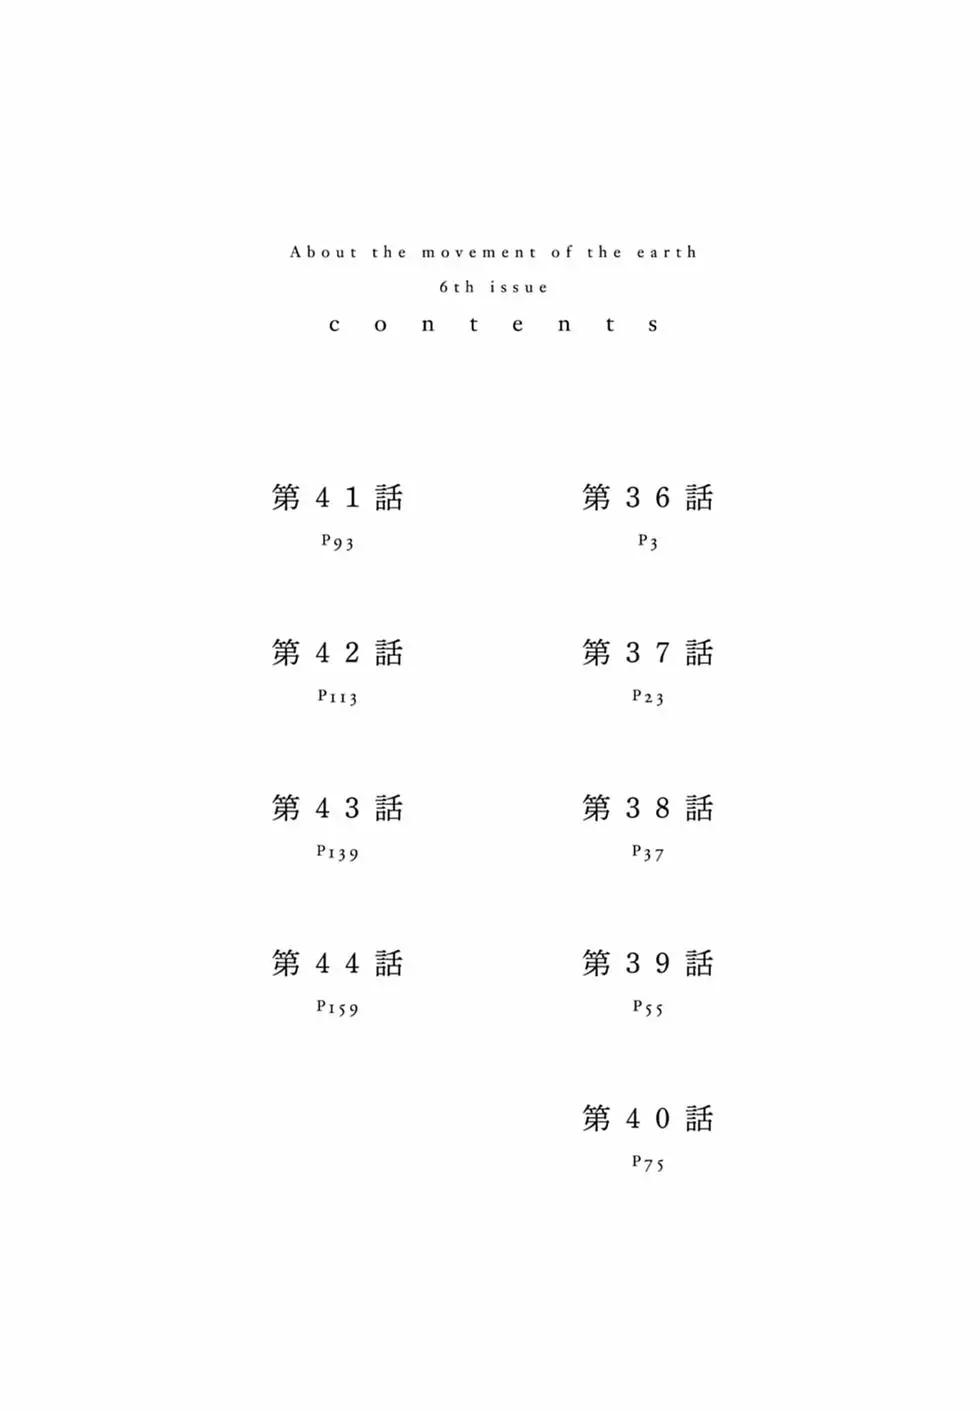 About the movement of the earth
6th issue
contents
第36話
P3
第37話
P23
第38話
P37
第39話
P55
第40話
P75
第41話
P93
第42話
P113
第43話
P139
第44話
P159